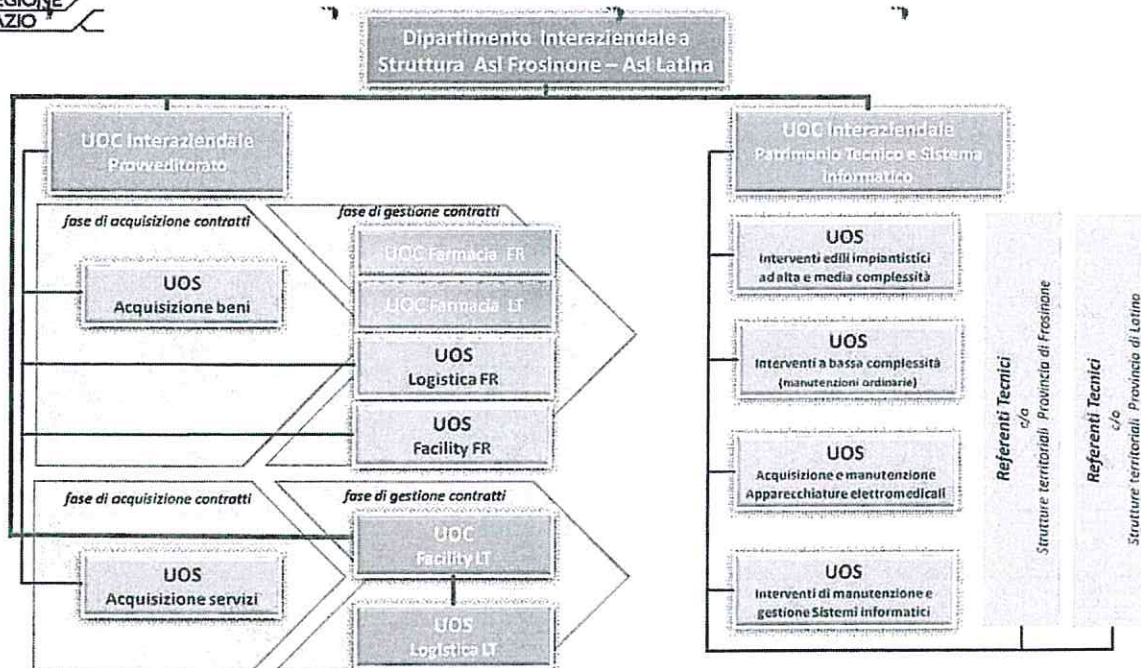 REGIONE
LAZIO
Dipartimento Interaziendale a
Struttura Asl Frosinone – Asl Latina
UOC Interaziendale
Provveditorato
UOC Interaziendale
Patrimonio Tecnico e Sistema
Informatico
fase di acquisizione contratti
fase di gestione contratti
UOC Farmacia FR
UOC Farmacia LT
UOS
Acquisizione beni
UOS
Logistica FR
UOS
Facility FR
fase di acquisizione contratti
fase di gestione contratti
UOC
Facility LT
UOS
Acquisizione servizi
UOS
Logistica LT
UOS
Interventi edili impiantistici
ad alta e media complessità
UOS
Interventi a bassa complessità
(manutenzioni ordinarie)
UOS
Acquisizione e manutenzione
Apparecchiature elettromedicali
UOS
Interventi di manutenzione e
gestione Sistemi informatici
Referenti Tecnici
c/o
Strutture territoriali Provincia di Frosinone
Referenti Tecnici
c/o
Strutture territoriali Provincia di Latina